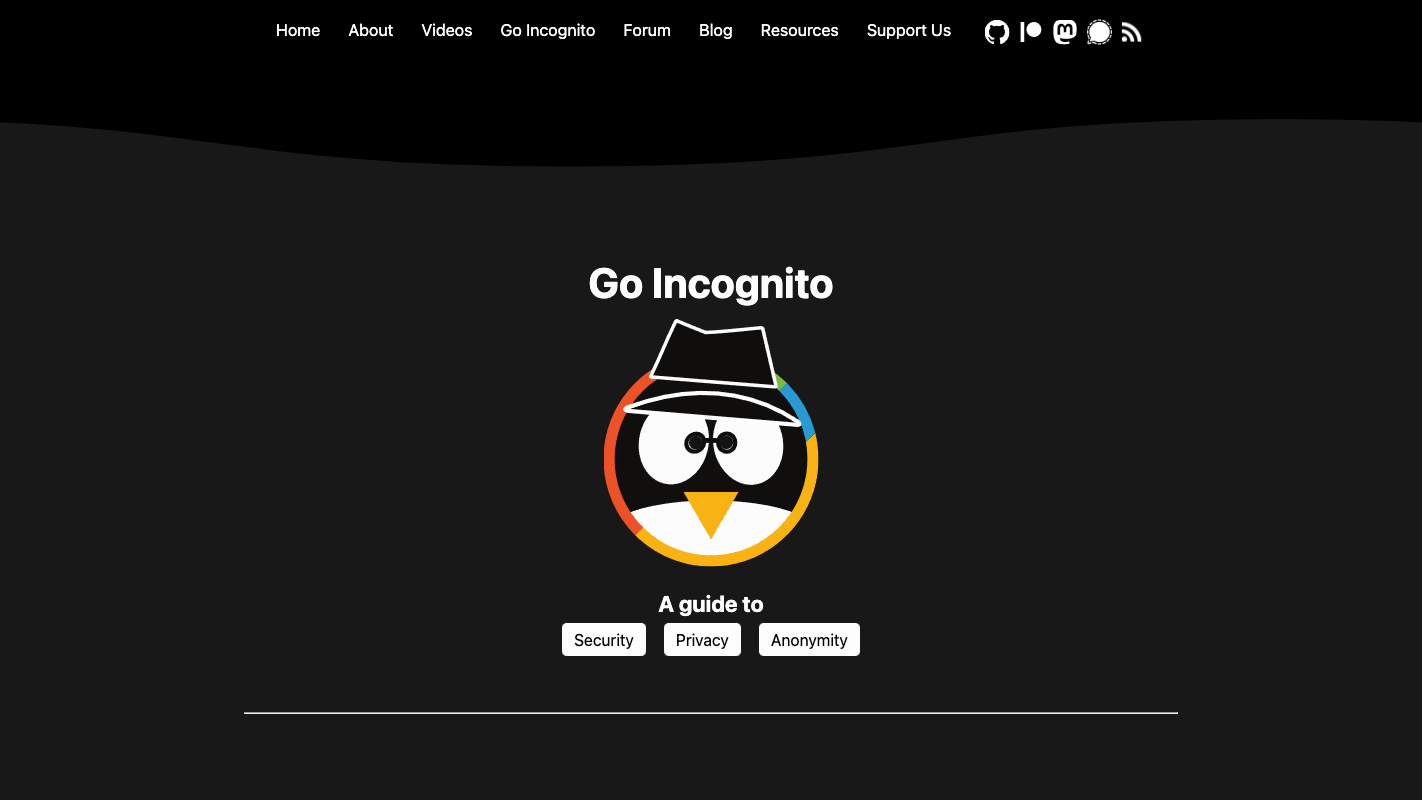 Home About Videos Go Incognito Forum Blog Resources Support Us
Go Incognito
A guide to
Security Privacy Anonymity